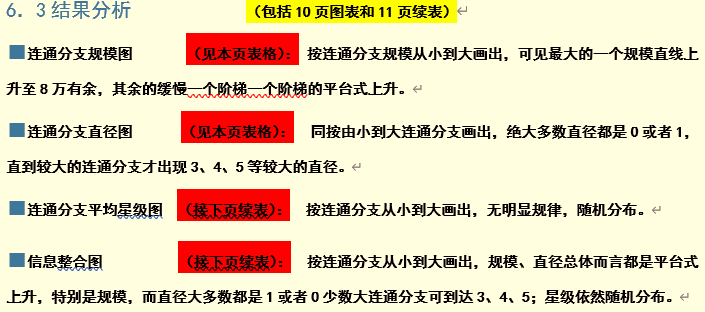 6．3结果分析 （包括10页图表和11页续表）
连通分支规模图 （见本页表格）： 按连通分支规模从小到大画出，可见最大的一个规模直线上
升至8万有余，其余的缓慢一个阶梯一个阶梯的平台式上升。
连通分支直径图 （见本页表格）： 同按由小到大连通分支画出，绝大多数直径都是0或者1，
直到较大的连通分支才出现3、4、5等较大的直径。
连通分支平均星级图 （接下页续表）： 按连通分支从小到大画出，无明显规律，随机分布。
信息整合图 （接下页续表）： 按连通分支从小到大画出，规模、直径总体而言都是平台式
上升，特别是规模，而直径大多数都是1或者0少数大连通分支可到达3、4、5；星级依然随机分布。